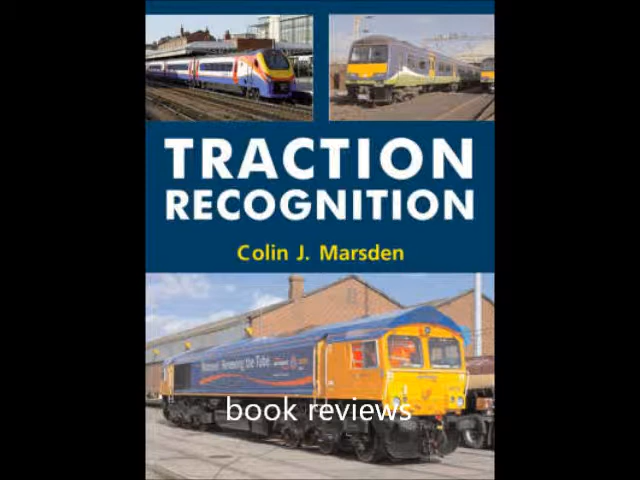 TRACTION
RECOGNITION
Colin J. Marsden
Renewing the Tube
book reviews